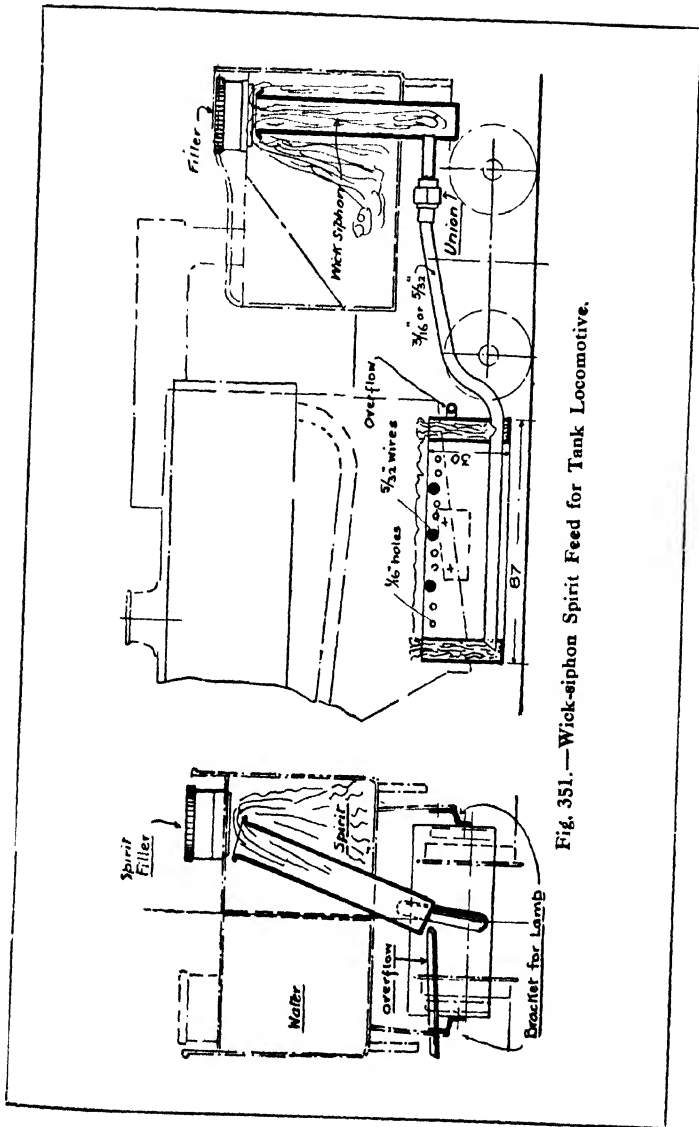 Spirit
Filler
Water
Spirit
Overflow
Bracket for Lamp
Filler
Wick Siphon
Union
3/16" or 5/32"
Overflow
5/32" wires
1/16" holes
30
87
Fig. 351.—Wick-siphon Spirit Feed for Tank Locomotive.